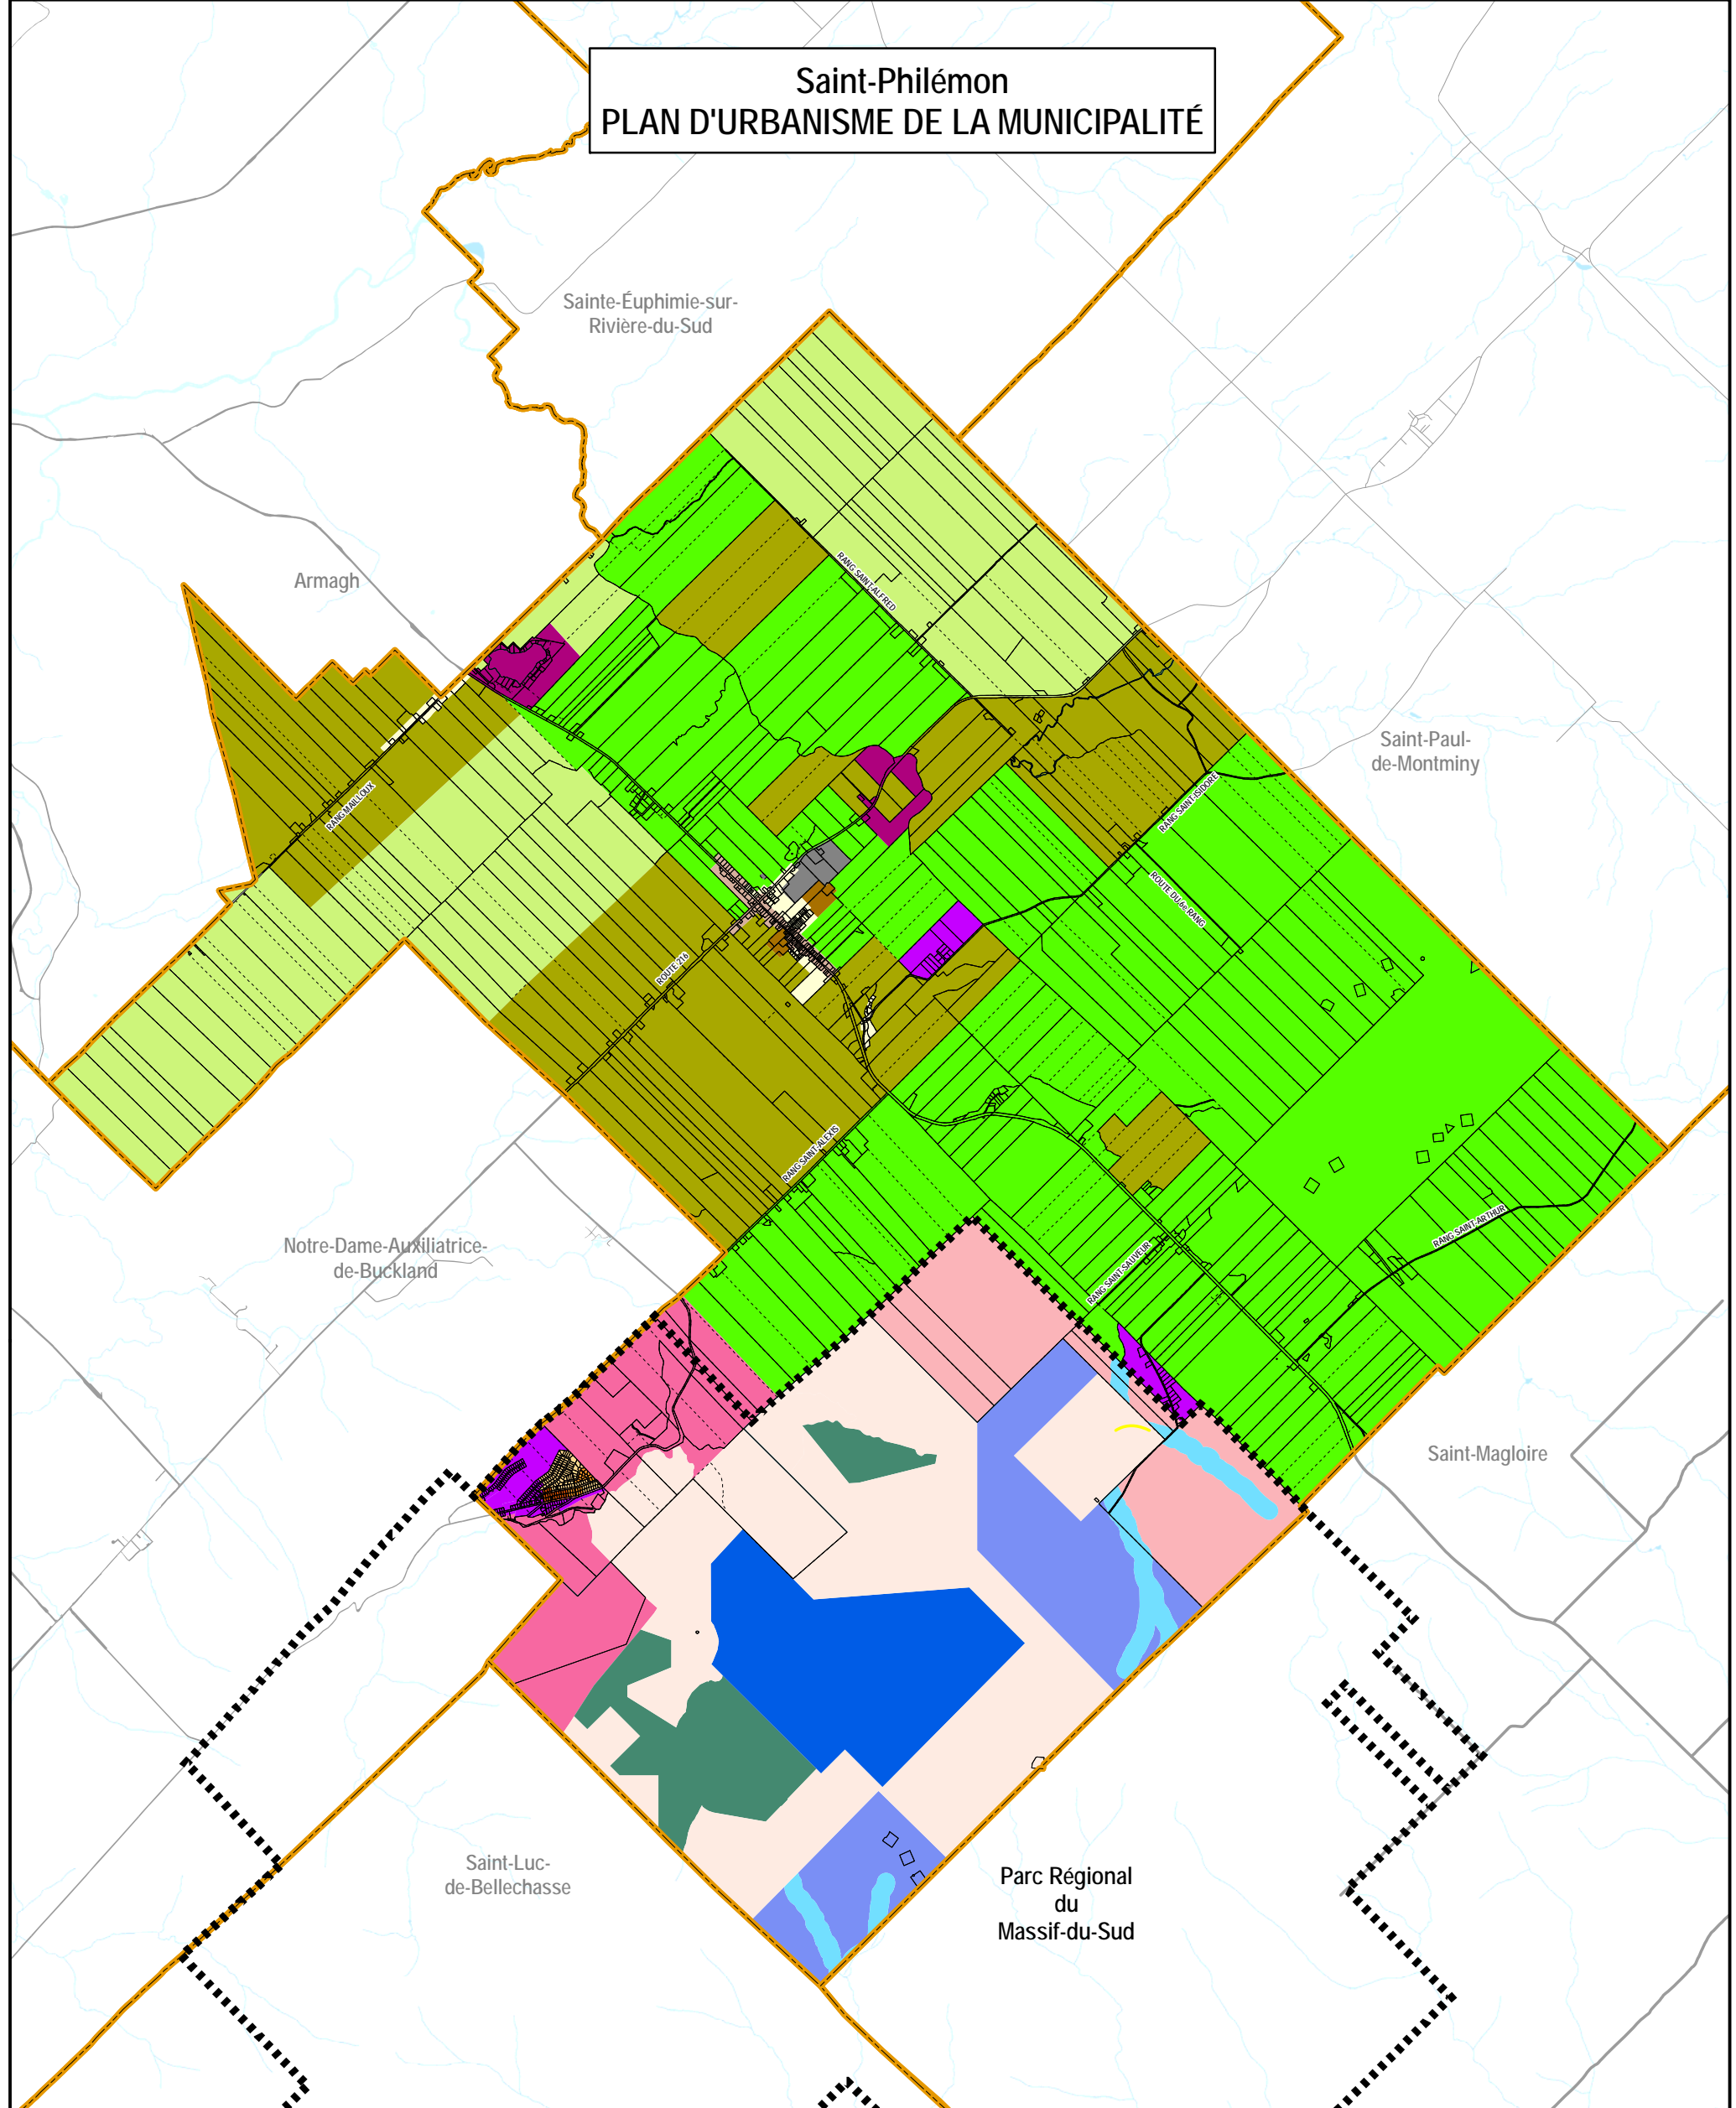 Saint-Philémon
PLAN D'URBANISME DE LA MUNICIPALITÉ
Sainte-Éuphimie-sur-
Rivière-du-Sud
Armagh
RANG SAINT-ALFRED
Saint-Paul-
de-Montminy
RANG MAILLOUX
RANG SAINT-ISIDORE
ROUTE DU 6e RANG
ROUTE 216
RANG SAINT-ALEXIS
RANG SAINT-ARTHUR
Notre-Dame-Auxiliatrice-
de-Buckland
RANG SAINT-SAUVEUR
Saint-Magloire
Saint-Luc-
de-Bellechasse
Parc Régional
du
Massif-du-Sud